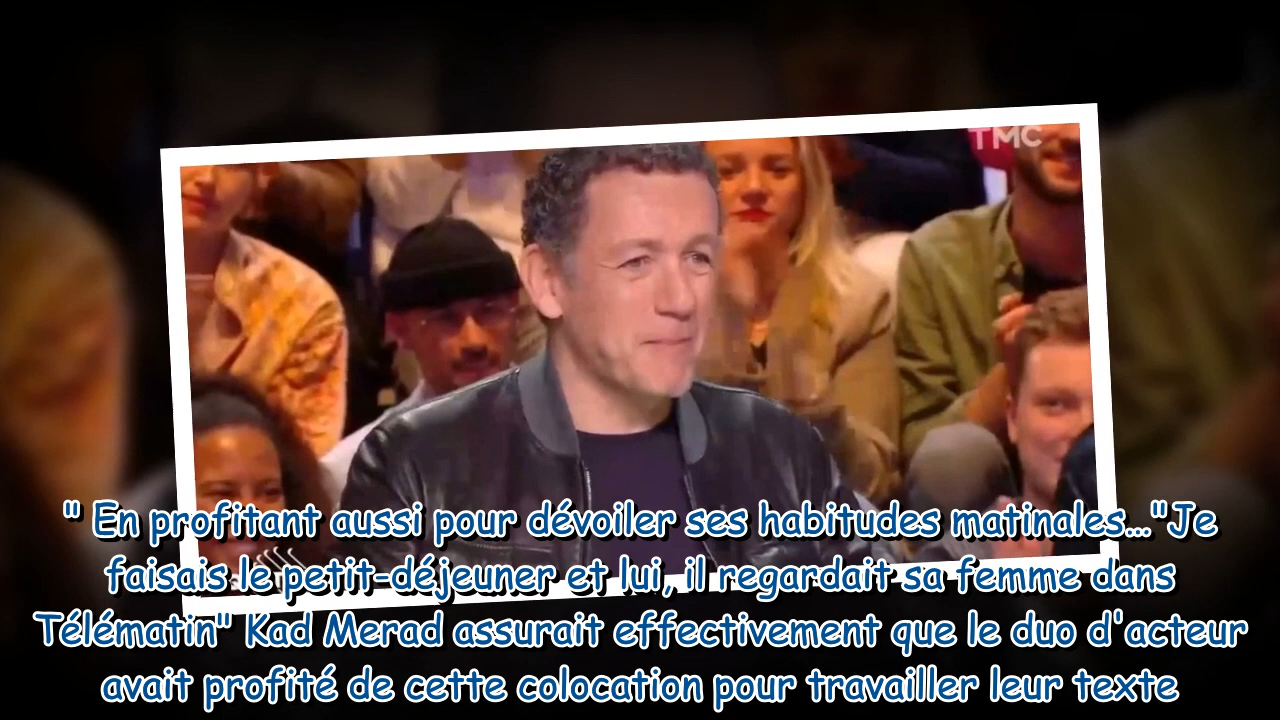 TMC
" En profitant aussi pour dévoiler ses habitudes matinales..."Je
faisais le petit-déjeuner et lui, il regardait sa femme dans
Télématin" Kad Merad assurait effectivement que le duo d'acteur
avait profité de cette colocation pour travailler leur texte